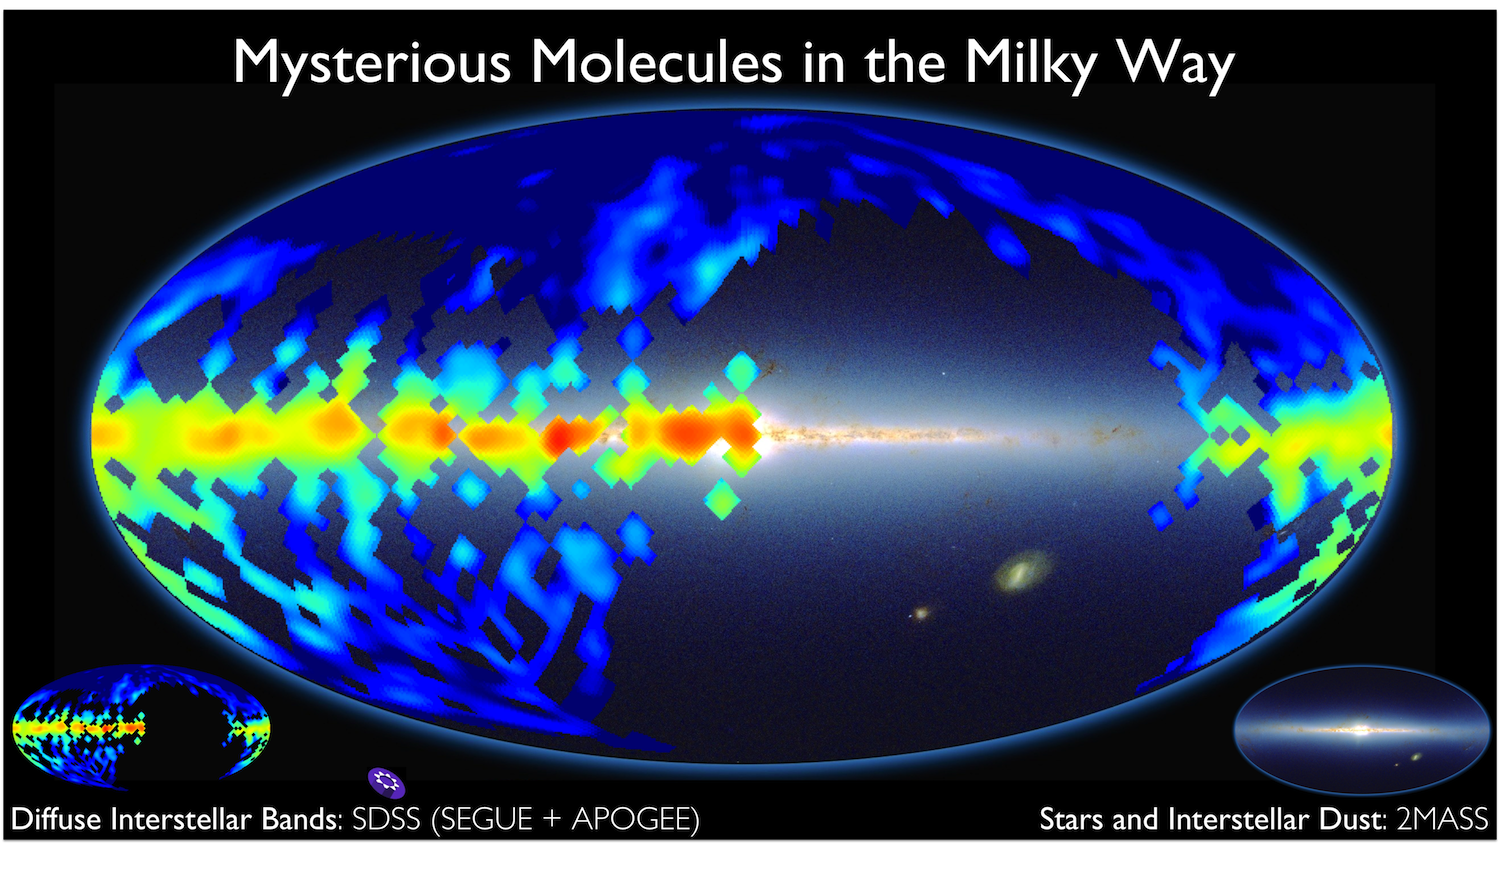 Mysterious Molecules in the Milky Way
Diffuse Interstellar Bands: SDSS (SEGUE + APOGEE)
Stars and Interstellar Dust: 2MASS